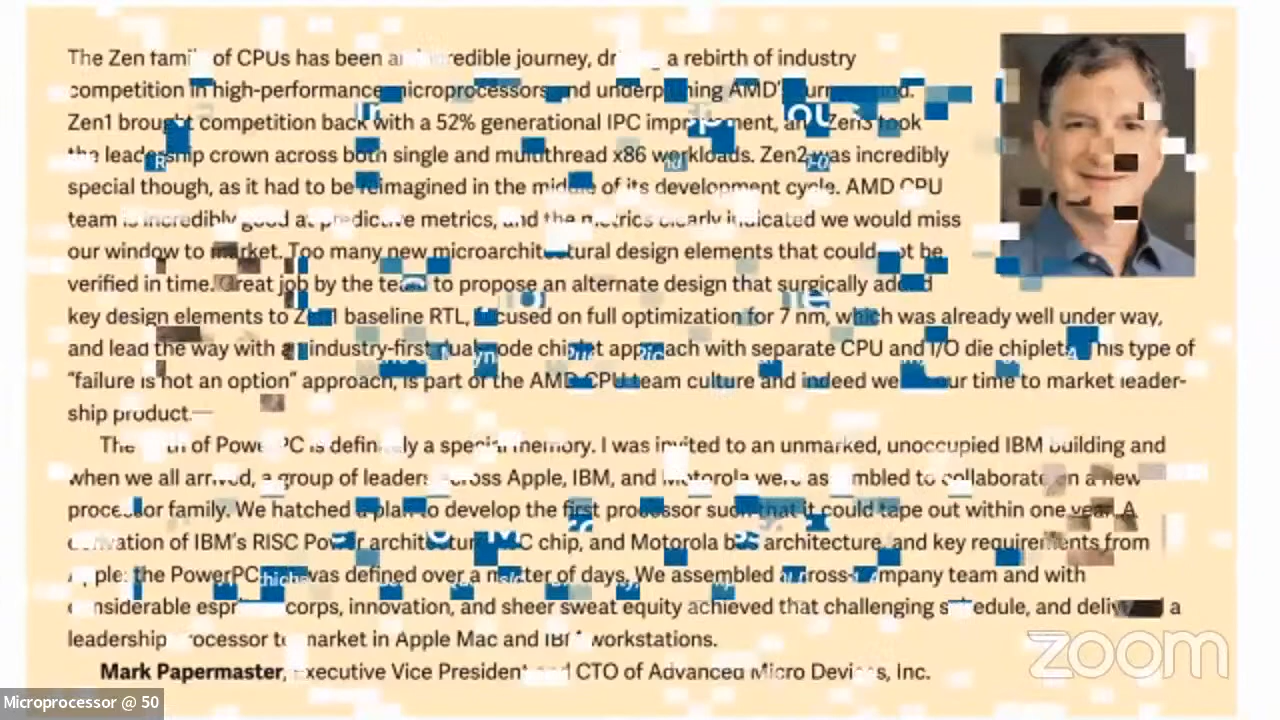 The Zen family of CPUs has been an incredible journey, a rebirth of industry
competition in high-performance microprocessors and underpinning AMD's
Zen1 brought competition back with a 52% generational IPC improvement, and Zen3 took
the leadership crown across both single and multithread x86 workloads. Zen2 was incredibly
special though, as it had to be reimagined in the middle of its development cycle. AMD CPU
team is incredibly good at predictive metrics, and the metrics clearly indicated we would miss
our window to market. Too many new microarchitectural design elements that could not be
verified in time. Great job by the team to propose an alternate design that surgically added
key design elements to Zen1 baseline RTL, focused on full optimization for 7 nm, which was already well under way,
and lead the way with an industry-first dual-node chiplet approach with separate CPU and I/O die chiplets. This type of
"failure is not an option" approach, is part of the AMD CPU team culture and indeed we our time to market leader-
ship product.
The of PowerPC is definitely a special memory. I was invited to an unmarked, unoccupied IBM building and
when we all arrived, a group of leaders across Apple, IBM, and Motorola were assembled to collaborate on a new
processor family. We hatched a plan to develop the first processor such that it could tape out within one year. A
derivation of IBM's RISC Power architecture, chip, and Motorola bus architecture, and key requirements from
Apple: the PowerPC was defined over a matter of days. We assembled a cross-company team and with
considerable esprit corps, innovation, and sheer sweat equity achieved that challenging schedule, and delivered a
leadership processor to market in Apple Mac and IBM workstations.
Mark Papermaster, Executive Vice President and CTO of Advanced Micro Devices, Inc.
zoom
Microprocessor @ 50